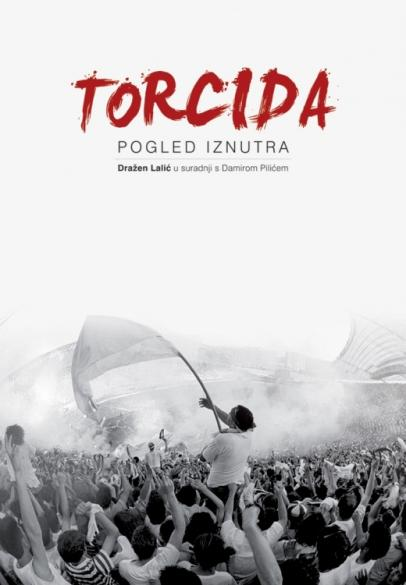 TORCIDA
POGLED IZNUTRA
Dražen Lalić u suradnji s Damirom Pilićem